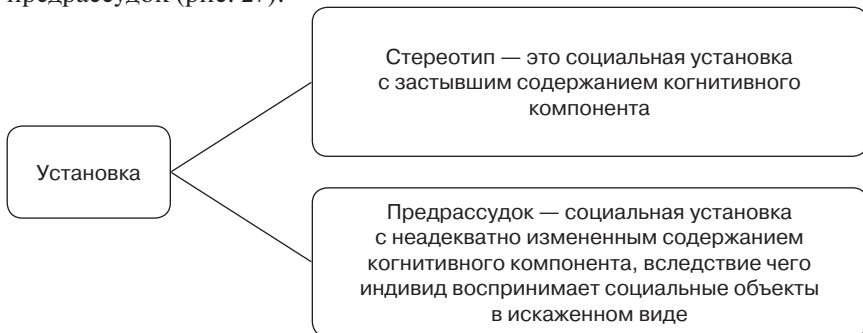 предрассудок (рис. 27).
Стереотип — это социальная установка
с застывшим содержанием когнитивного
компонента
Установка
Предрассудок — социальная установка
с неадекватно измененным содержанием
когнитивного компонента, вследствие чего
индивид воспринимает социальные объекты
в искаженном виде